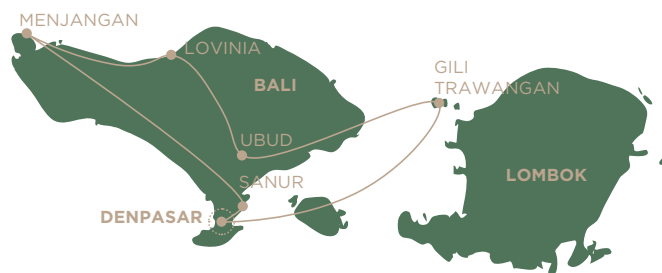 MENJANGAN
LOVINIA
BALI
GILI
TRAWANGAN
UBUD
SANUR
LOMBOK
DENPASAR